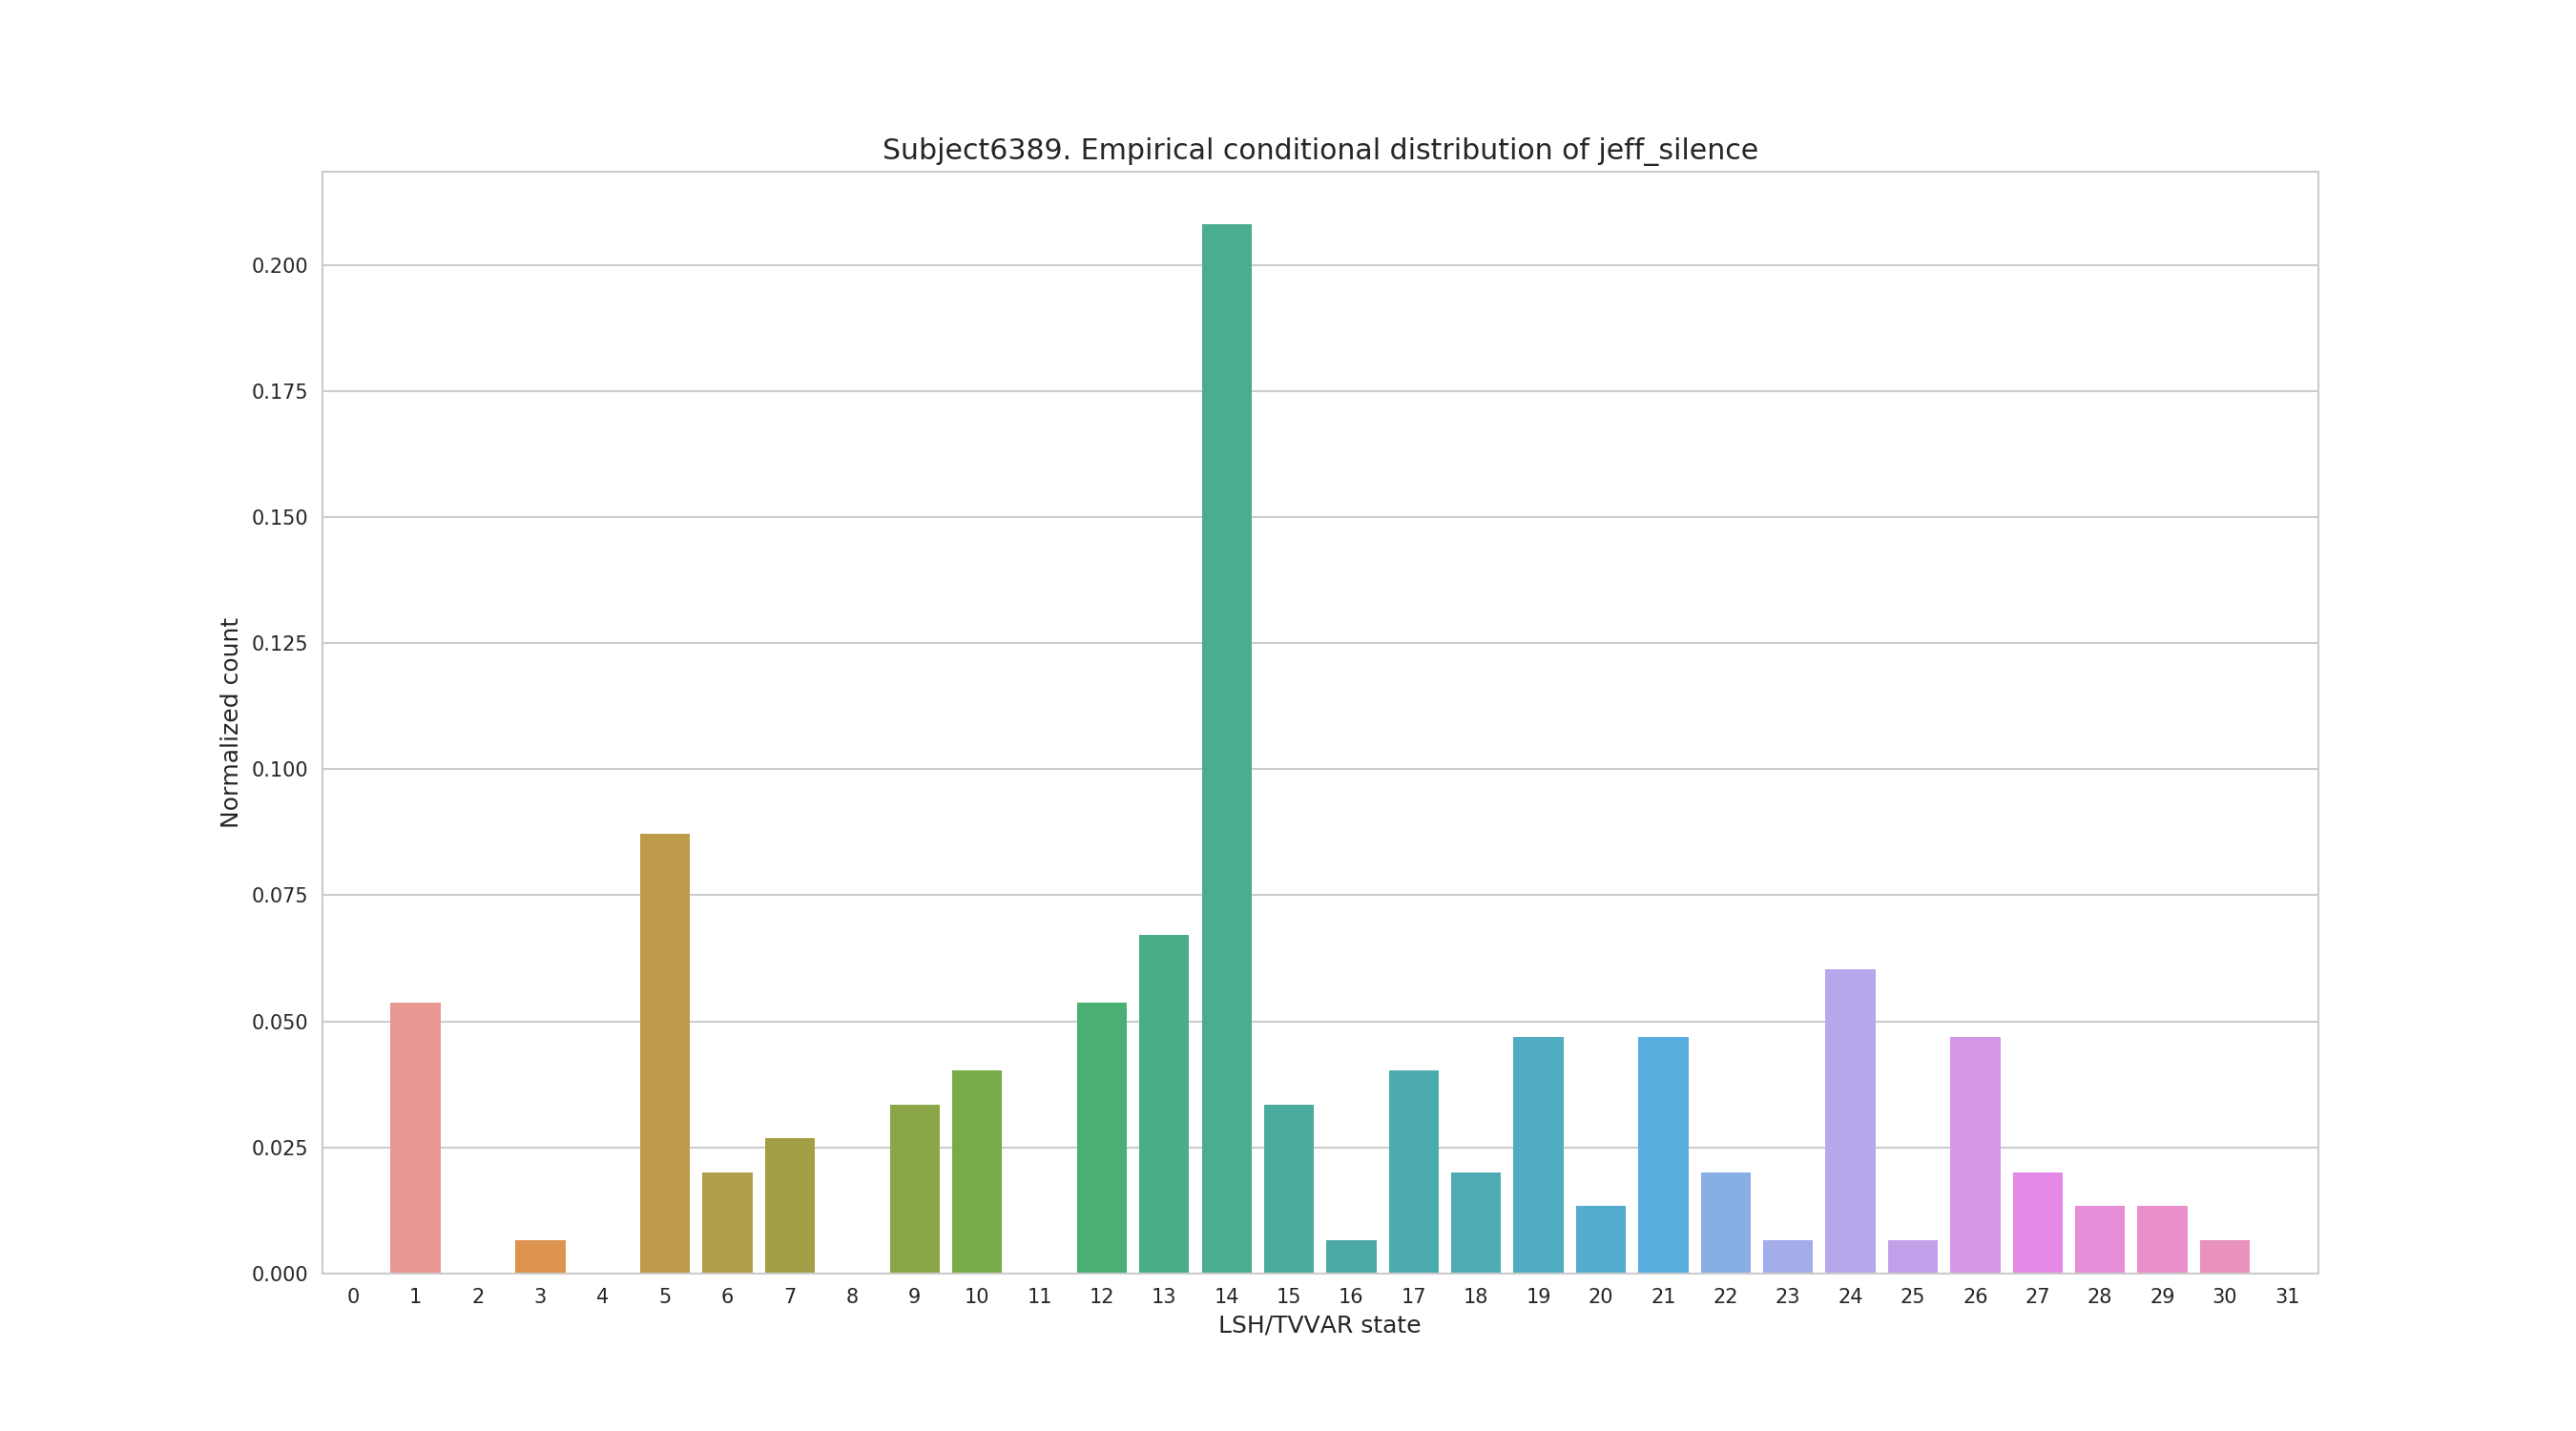 Subject6389. Empirical conditional distribution of jeff_silence
Normalized count
0.200
0.175
0.150
0.125
0.100
0.075
0.050
0.025
0.000
0 1 2 3 4 5 6 7 8 9 10 11 12 13 14 15 16 17 18 19 20 21 22 23 24 25 26 27 28 29 30 31
LSH/TVVAR state